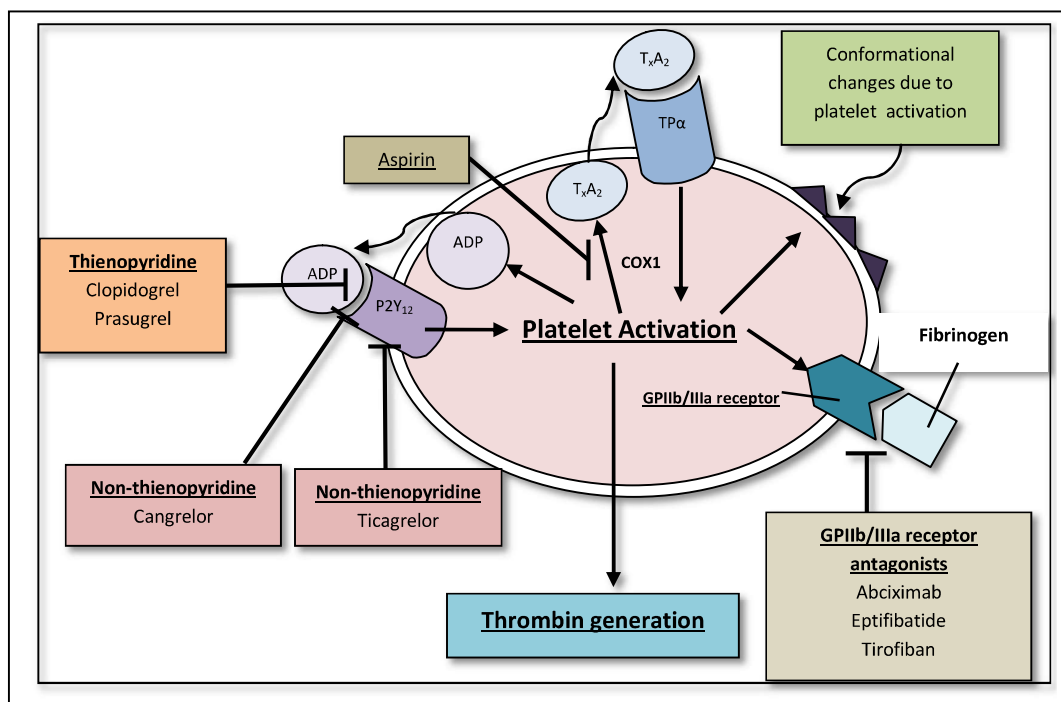 TₓA₂
TPα
Conformational
changes due to
platelet activation
Aspirin
TₓA₂
ADP
COX1
Thienopyridine
Clopidogrel
Prasugrel
ADP
P2Y₁₂
Platelet Activation
Fibrinogen
GPIIb/IIIa receptor
Non-thienopyridine
Cangrelor
Non-thienopyridine
Ticagrelor
GPIIb/IIIa receptor
antagonists
Abciximab
Eptifibatide
Tirofiban
Thrombin generation